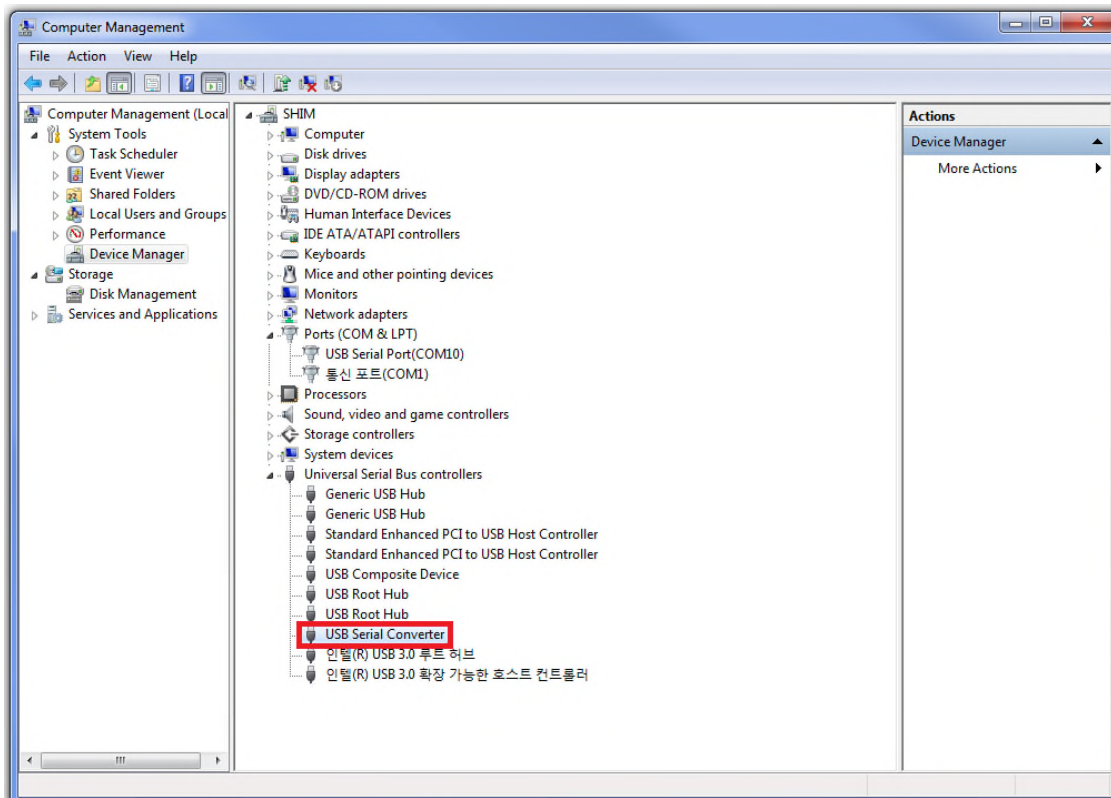 Computer Management
File Action View Help
Computer Management (Local
System Tools
Task Scheduler
Event Viewer
Shared Folders
Local Users and Groups
Performance
Device Manager
Storage
Disk Management
Services and Applications
SHIM
Computer
Disk drives
Display adapters
DVD/CD-ROM drives
Human Interface Devices
IDE ATA/ATAPI controllers
Keyboards
Mice and other pointing devices
Monitors
Network adapters
Ports (COM & LPT)
USB Serial Port(COM10)
통신 포트(COM1)
Processors
Sound, video and game controllers
Storage controllers
System devices
Universal Serial Bus controllers
Generic USB Hub
Generic USB Hub
Standard Enhanced PCI to USB Host Controller
Standard Enhanced PCI to USB Host Controller
USB Composite Device
USB Root Hub
USB Root Hub
USB Serial Converter
인텔(R) USB 3.0 루트 허브
인텔(R) USB 3.0 확장 가능한 호스트 컨트롤러
Actions
Device Manager
More Actions